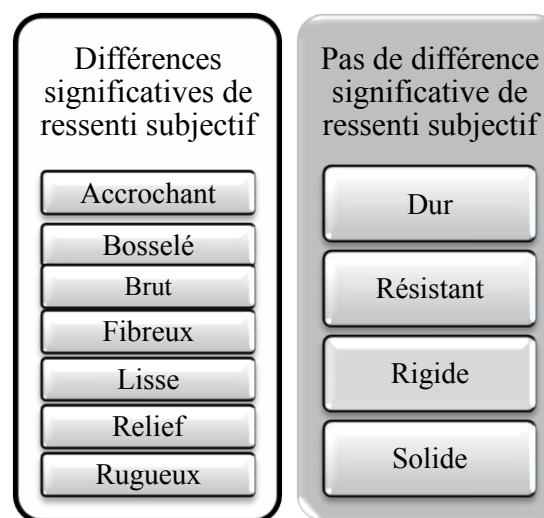 Différences
significatives de
ressenti subjectif
Accrochant
Bosselé
Brut
Fibreux
Lisse
Relief
Rugueux
Pas de différence
significative de
ressenti subjectif
Dur
Résistant
Rigide
Solide